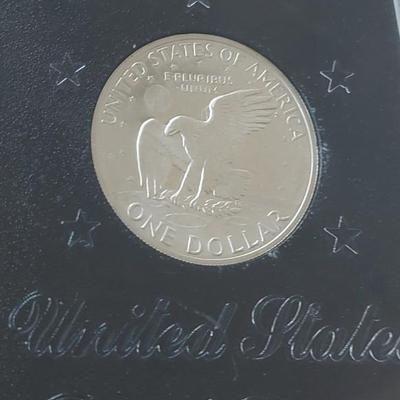 UNITED STATES OF AMERICA
E·PLURIBUS
·UNUM
ONE DOLLAR
United States